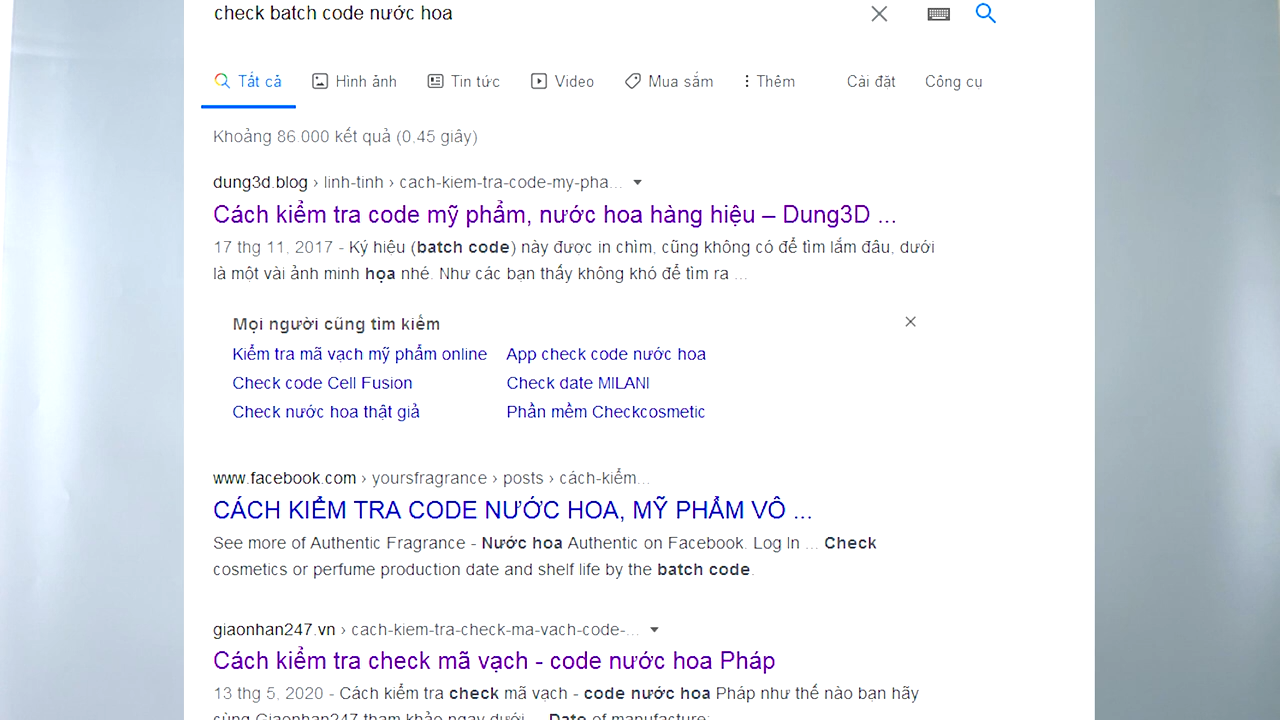 check batch code nước hoa
Tất cả Hình ảnh Tin tức Video Mua sắm Thêm Cài đặt Công cụ
Khoảng 86.000 kết quả (0,45 giây)
dung3d.blog › linh-tinh › cach-kiem-tra-code-my-pha...
Cách kiểm tra code mỹ phẩm, nước hoa hàng hiệu – Dung3D ...
17 thg 11, 2017 - Ký hiệu (batch code) này được in chìm, cũng không có để tìm lắm đâu, dưới
là một vài ảnh minh họa nhé. Như các bạn thấy không khó để tìm ra ...
Mọi người cũng tìm kiếm
Kiểm tra mã vạch mỹ phẩm online App check code nước hoa
Check code Cell Fusion Check date MILANI
Check nước hoa thật giả Phần mềm Checkcosmetic
www.facebook.com › yoursfragrance › posts › cách-kiểm...
CÁCH KIỂM TRA CODE NƯỚC HOA, MỸ PHẨM VÔ ...
See more of Authentic Fragrance - Nước hoa Authentic on Facebook. Log In ... Check
cosmetics or perfume production date and shelf life by the batch code.
giaonhan247.vn › cach-kiem-tra-check-ma-vach-code-...
Cách kiểm tra check mã vạch - code nước hoa Pháp
13 thg 5, 2020 - Cách kiểm tra check mã vạch - code nước hoa Pháp như thế nào bạn hãy
cùng Giaonhan247 tham khảo ngay dưới ... Date of manufacture: